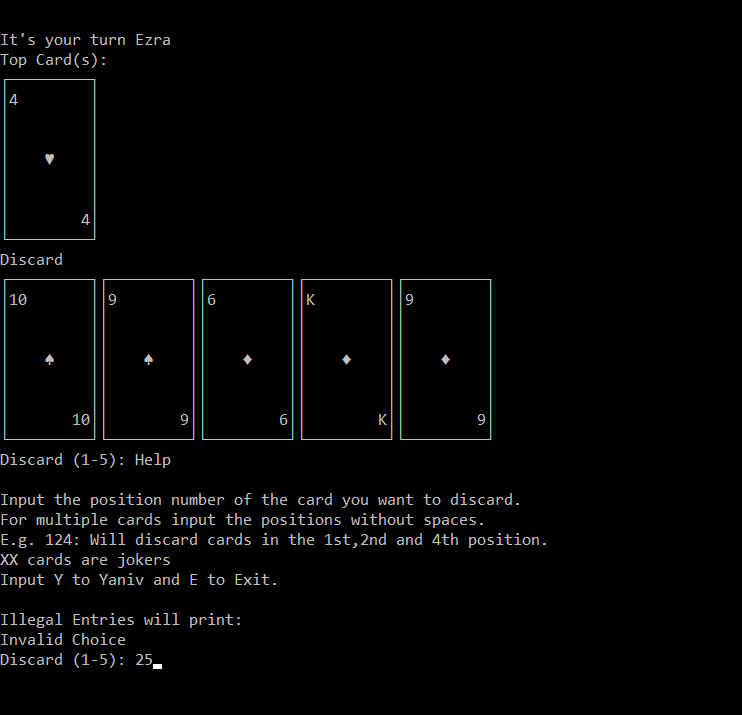 It's your turn Ezra
Top Card(s):
4
♥
4
Discard
10 9 6 K 9
♠ ♠ ♦ ♦ ♦
10 9 6 K 9
Discard (1-5): Help
Input the position number of the card you want to discard.
For multiple cards input the positions without spaces.
E.g. 124: Will discard cards in the 1st,2nd and 4th position.
XX cards are jokers
Input Y to Yaniv and E to Exit.
Illegal Entries will print:
Invalid Choice
Discard (1-5): 25